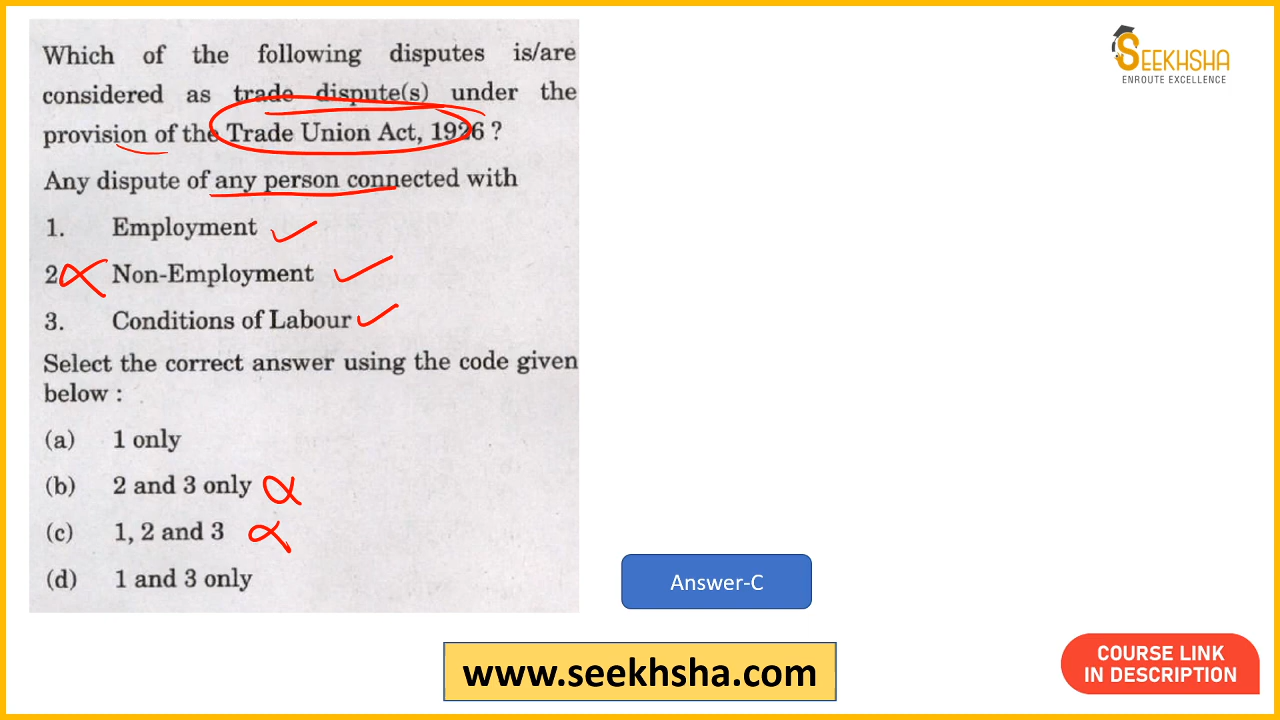 Which of the following disputes is/are
considered as trade dispute(s) under the
provision of the Trade Union Act, 1926 ?
Any dispute of any person connected with
1. Employment
2 Non-Employment
3. Conditions of Labour
Select the correct answer using the code given
below :
(a) 1 only
(b) 2 and 3 only
(c) 1, 2 and 3
(d) 1 and 3 only
SEEKHSHA
ENROUTE EXCELLENCE
Answer-C
www.seekhsha.com
COURSE LINK
IN DESCRIPTION